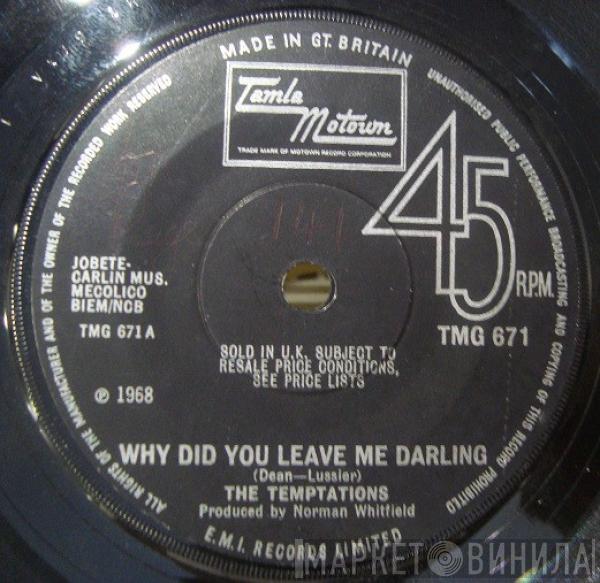 MADE IN GT. BRITAIN
UNAUTHORISED PUBLIC PERFORMANCE BROADCASTING AND COPYING OF THIS RECORD PROHIBITED
ALL RIGHTS OF THE MANUFACTURER AND OF THE OWNER OF THE RECORDED WORK RESERVED
Tamla
Motown
TRADE MARK OF MOTOWN RECORD CORPORATION
141
45
R.P.M.
JOBETE-
CARLIN MUS.
MECOLICO
BIEM/NCB
TMG 671 A
TMG 671
SOLD IN U.K. SUBJECT TO
RESALE PRICE CONDITIONS,
SEE PRICE LISTS
℗ 1968
WHY DID YOU LEAVE ME DARLING
(Dean—Lussier)
THE TEMPTATIONS
Produced by Norman Whitfield
E.M.I. RECORDS LIMITED
МАРКЕТ ВИНИЛА